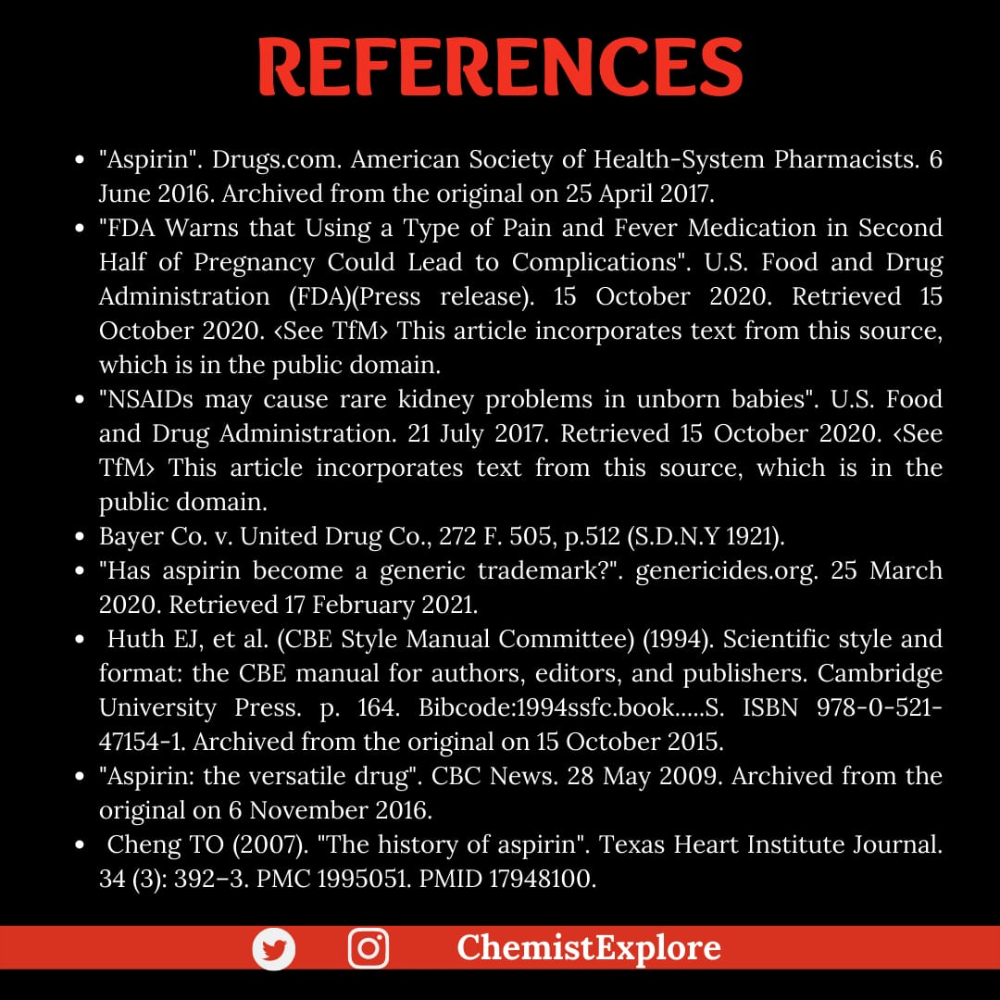 REFERENCES
• "Aspirin". Drugs.com. American Society of Health-System Pharmacists. 6
June 2016. Archived from the original on 25 April 2017.
• "FDA Warns that Using a Type of Pain and Fever Medication in Second
Half of Pregnancy Could Lead to Complications". U.S. Food and Drug
Administration (FDA)(Press release). 15 October 2020. Retrieved 15
October 2020. ‹See TfM› This article incorporates text from this source,
which is in the public domain.
• "NSAIDs may cause rare kidney problems in unborn babies". U.S. Food
and Drug Administration. 21 July 2017. Retrieved 15 October 2020. ‹See
TfM› This article incorporates text from this source, which is in the
public domain.
• Bayer Co. v. United Drug Co., 272 F. 505, p.512 (S.D.N.Y 1921).
• "Has aspirin become a generic trademark?". genericides.org. 25 March
2020. Retrieved 17 February 2021.
• Huth EJ, et al. (CBE Style Manual Committee) (1994). Scientific style and
format: the CBE manual for authors, editors, and publishers. Cambridge
University Press. p. 164. Bibcode:1994ssfc.book.....S. ISBN 978-0-521-
47154-1. Archived from the original on 15 October 2015.
• "Aspirin: the versatile drug". CBC News. 28 May 2009. Archived from the
original on 6 November 2016.
• Cheng TO (2007). "The history of aspirin". Texas Heart Institute Journal.
34 (3): 392–3. PMC 1995051. PMID 17948100.
ChemistExplore